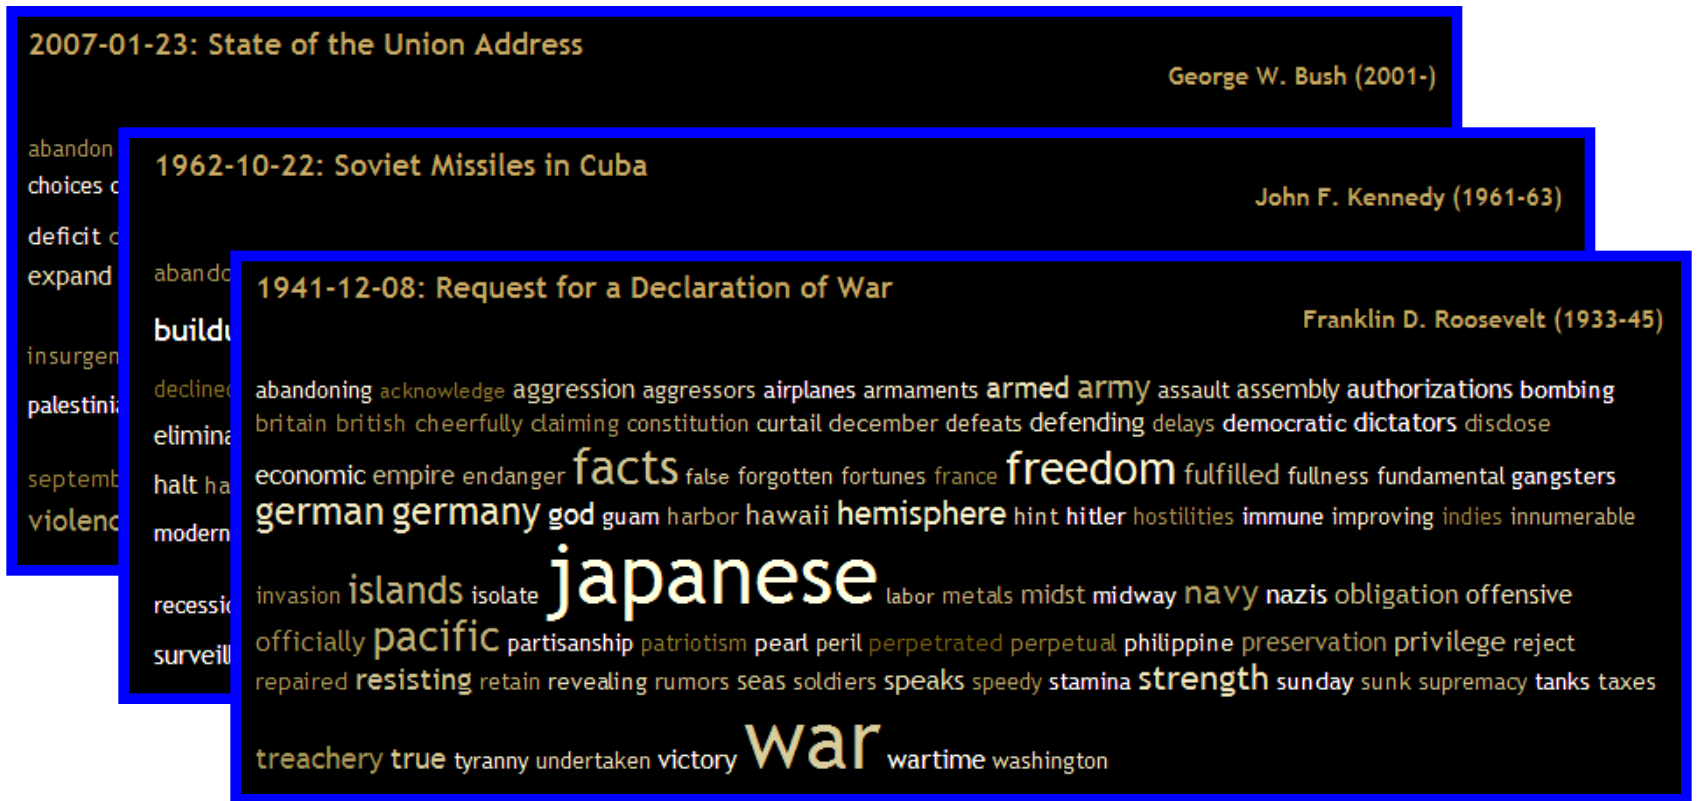 2007-01-23: State of the Union Address
George W. Bush (2001-)
abandon
choices
deficit
expand
palestini
violenc
1962-10-22: Soviet Missiles in Cuba
John F. Kennedy (1961-63)
abando
buildu
declined
elimina
halt ha
modern
recessio
surveill
insurgen
septemb
1941-12-08: Request for a Declaration of War
Franklin D. Roosevelt (1933-45)
abandoning acknowledge aggression aggressors airplanes armaments armed army assault assembly authorizations bombing
britain british cheerfully claiming constitution curtail december defeats defending delays democratic dictators disclose
economic empire endanger facts false forgotten fortunes france freedom fulfilled fullness fundamental gangsters
german germany god guam harbor hawaii hemisphere hint hitler hostilities immune improving indies innumerable
invasion islands isolate japanese labor metals midst midway navy nazis obligation offensive
officially pacific partisanship patriotism pearl peril perpetrated perpetual philippine preservation privilege reject
repaired resisting retain revealing rumors seas soldiers speaks speedy stamina strength sunday sunk supremacy tanks taxes
treachery true tyranny undertaken victory war wartime washington